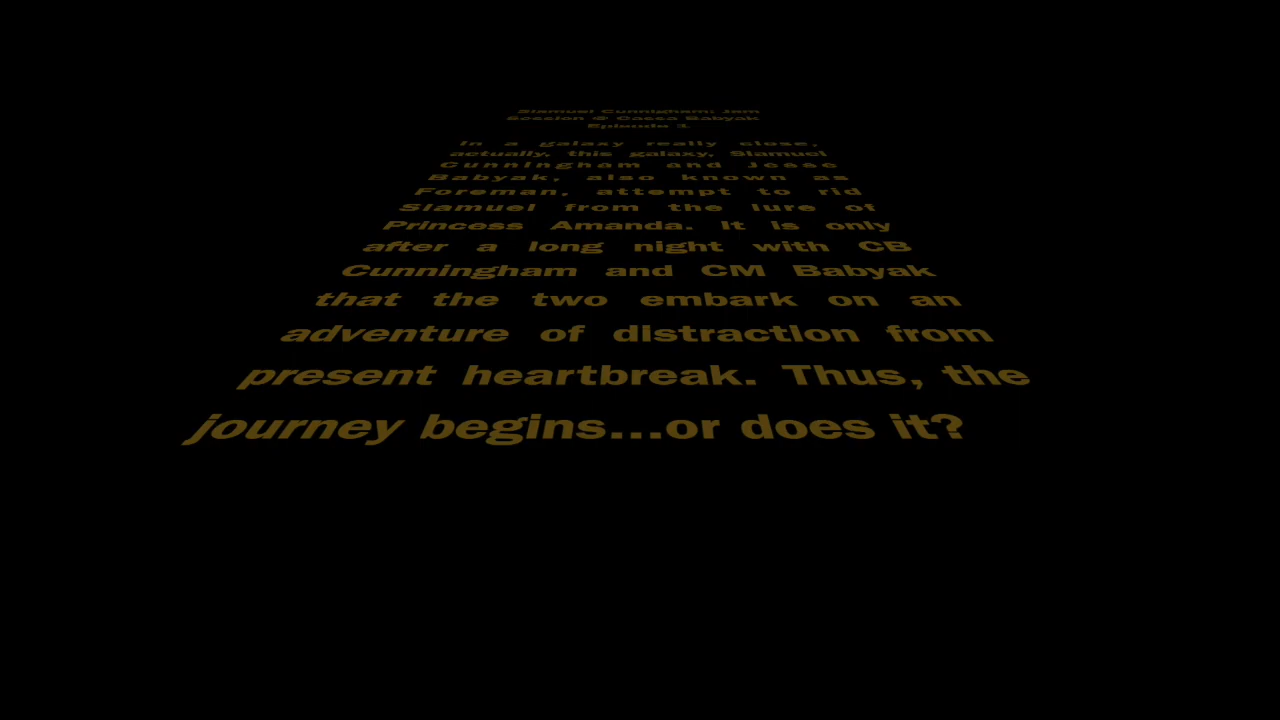 Slamuel Cunnigham: Jam
Session @ Caesa Babyak
Episode 1
In a galaxy really close,
actually, this galaxy, Slamuel
Cunningham and Jesse
Babyak, also known as
Foreman, attempt to rid
Slamuel from the lure of
Princess Amanda. It is only
after a long night with CB
Cunningham and CM Babyak
that the two embark on an
adventure of distraction from
present heartbreak. Thus, the
journey begins...or does it?